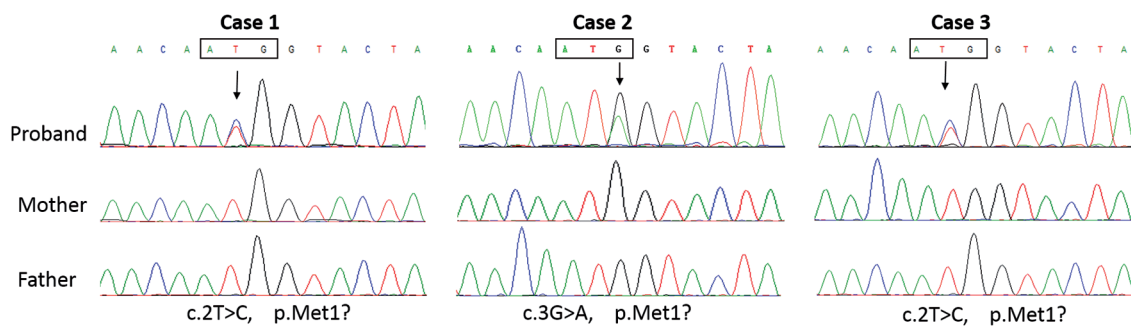 Case 1 Case 2 Case 3
A A C A A T G G T A C T A A A C A A T G G T A C T A A A C A A T G G T A C T A
Proband
Mother
Father
c.2T>C, p.Met1? c.3G>A, p.Met1? c.2T>C, p.Met1?